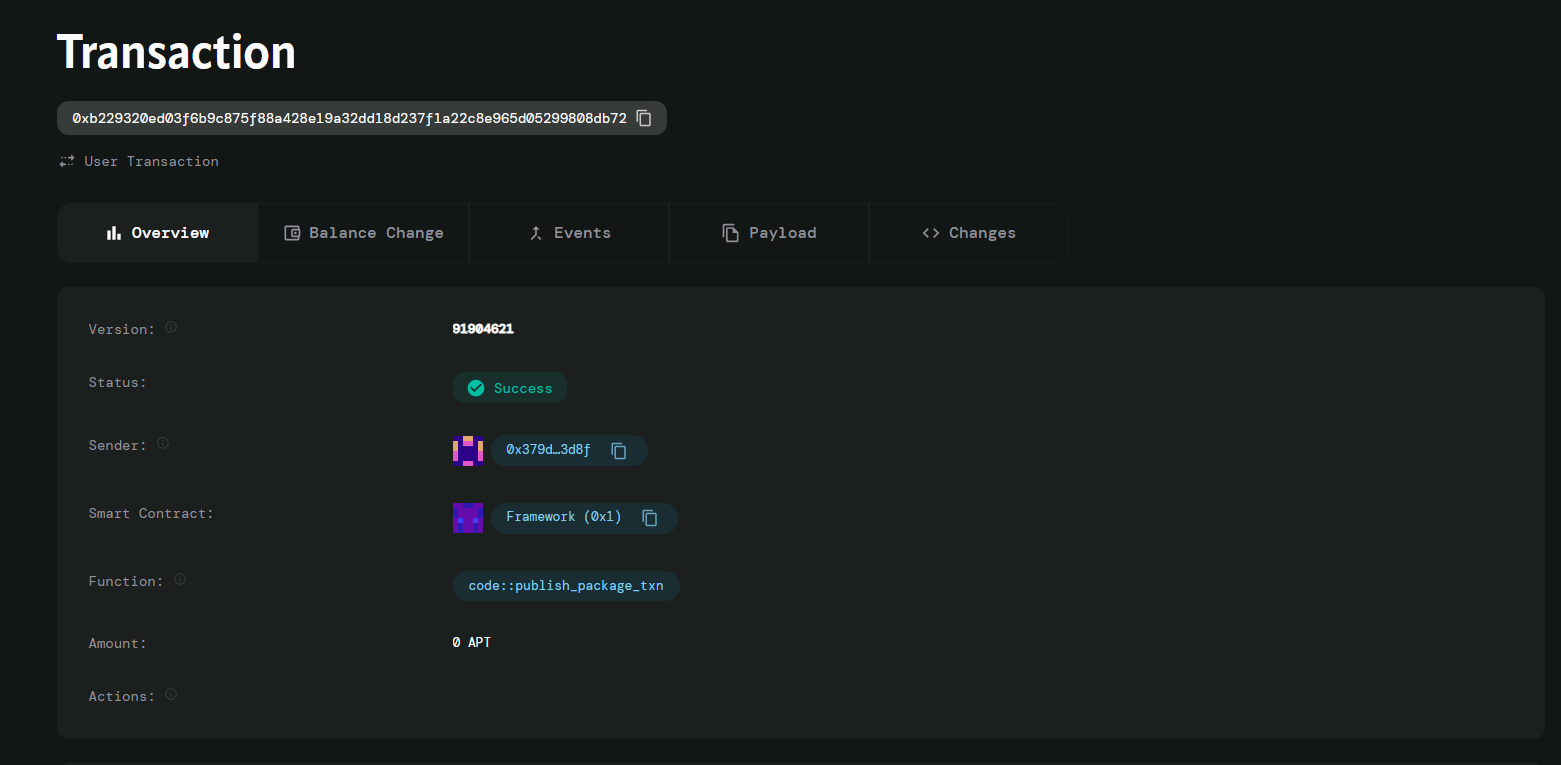 Transaction
0xb229320ed03f6b9c875f88a428e19a32dd18d237f1a22c8e965d05299808db72
User Transaction
Overview
Balance Change
Events
Payload
Changes
Version: 91904621
Status: Success
Sender: 0x379d…3d8f
Smart Contract: Framework (0x1)
Function: code::publish_package_txn
Amount: 0 APT
Actions: